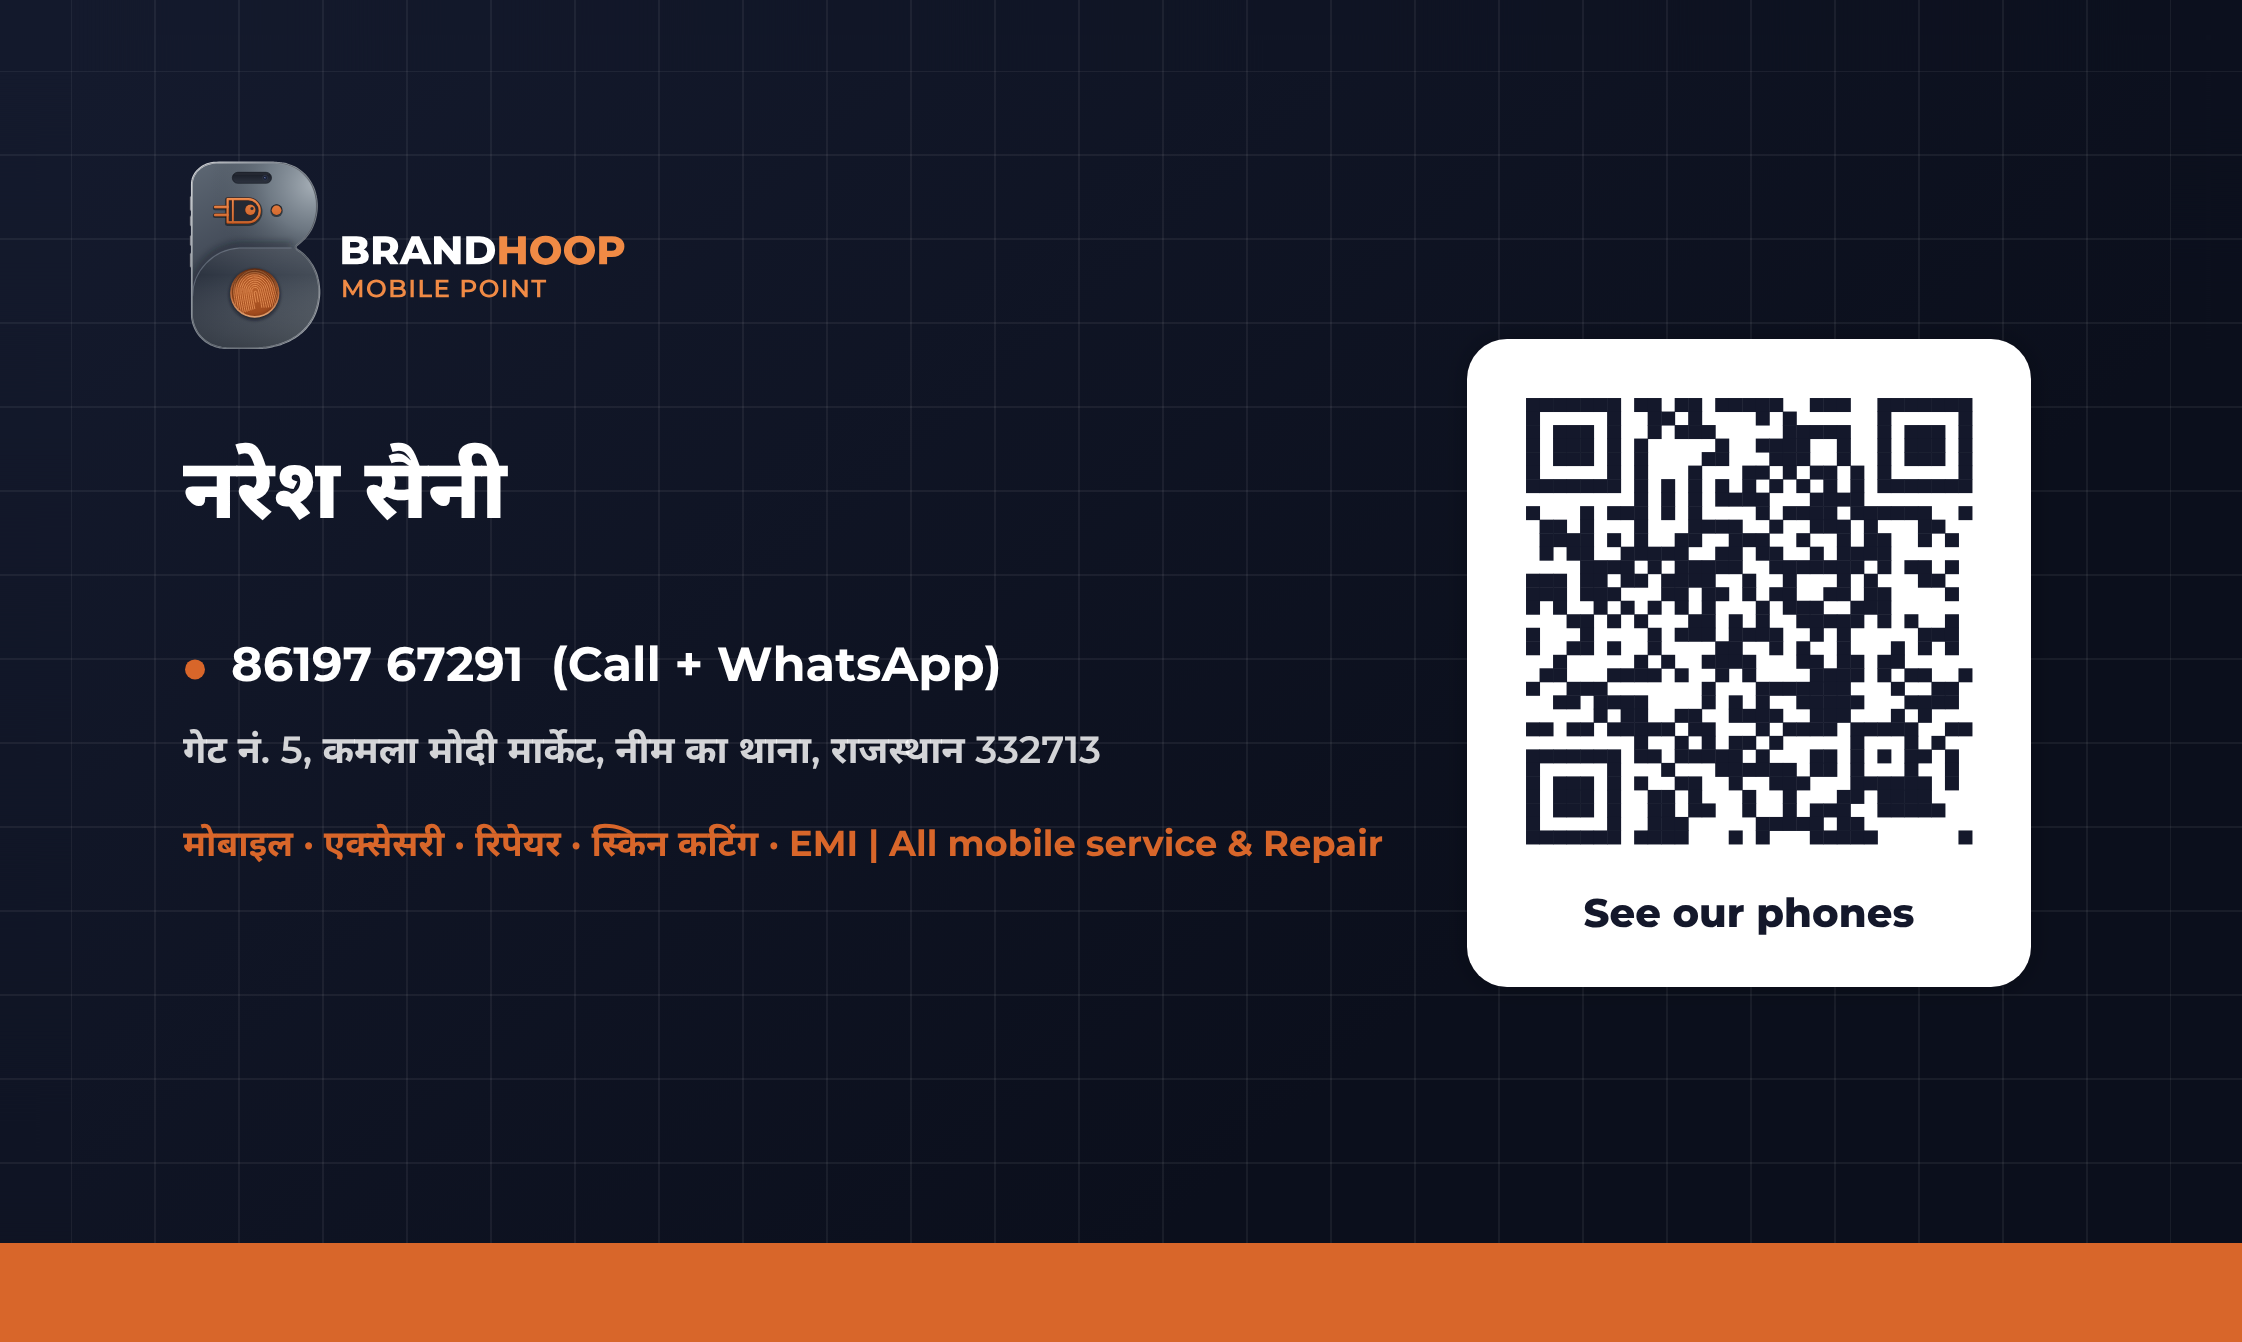 BRANDHOOP
MOBILE POINT
नरेश सैनी
86197 67291 (Call + WhatsApp)
गेट नं. 5, कमला मोदी मार्केट, नीम का थाना, राजस्थान 332713
मोबाइल · एक्सेसरी · रिपेयर · स्किन कटिंग · EMI | All mobile service & Repair
See our phones